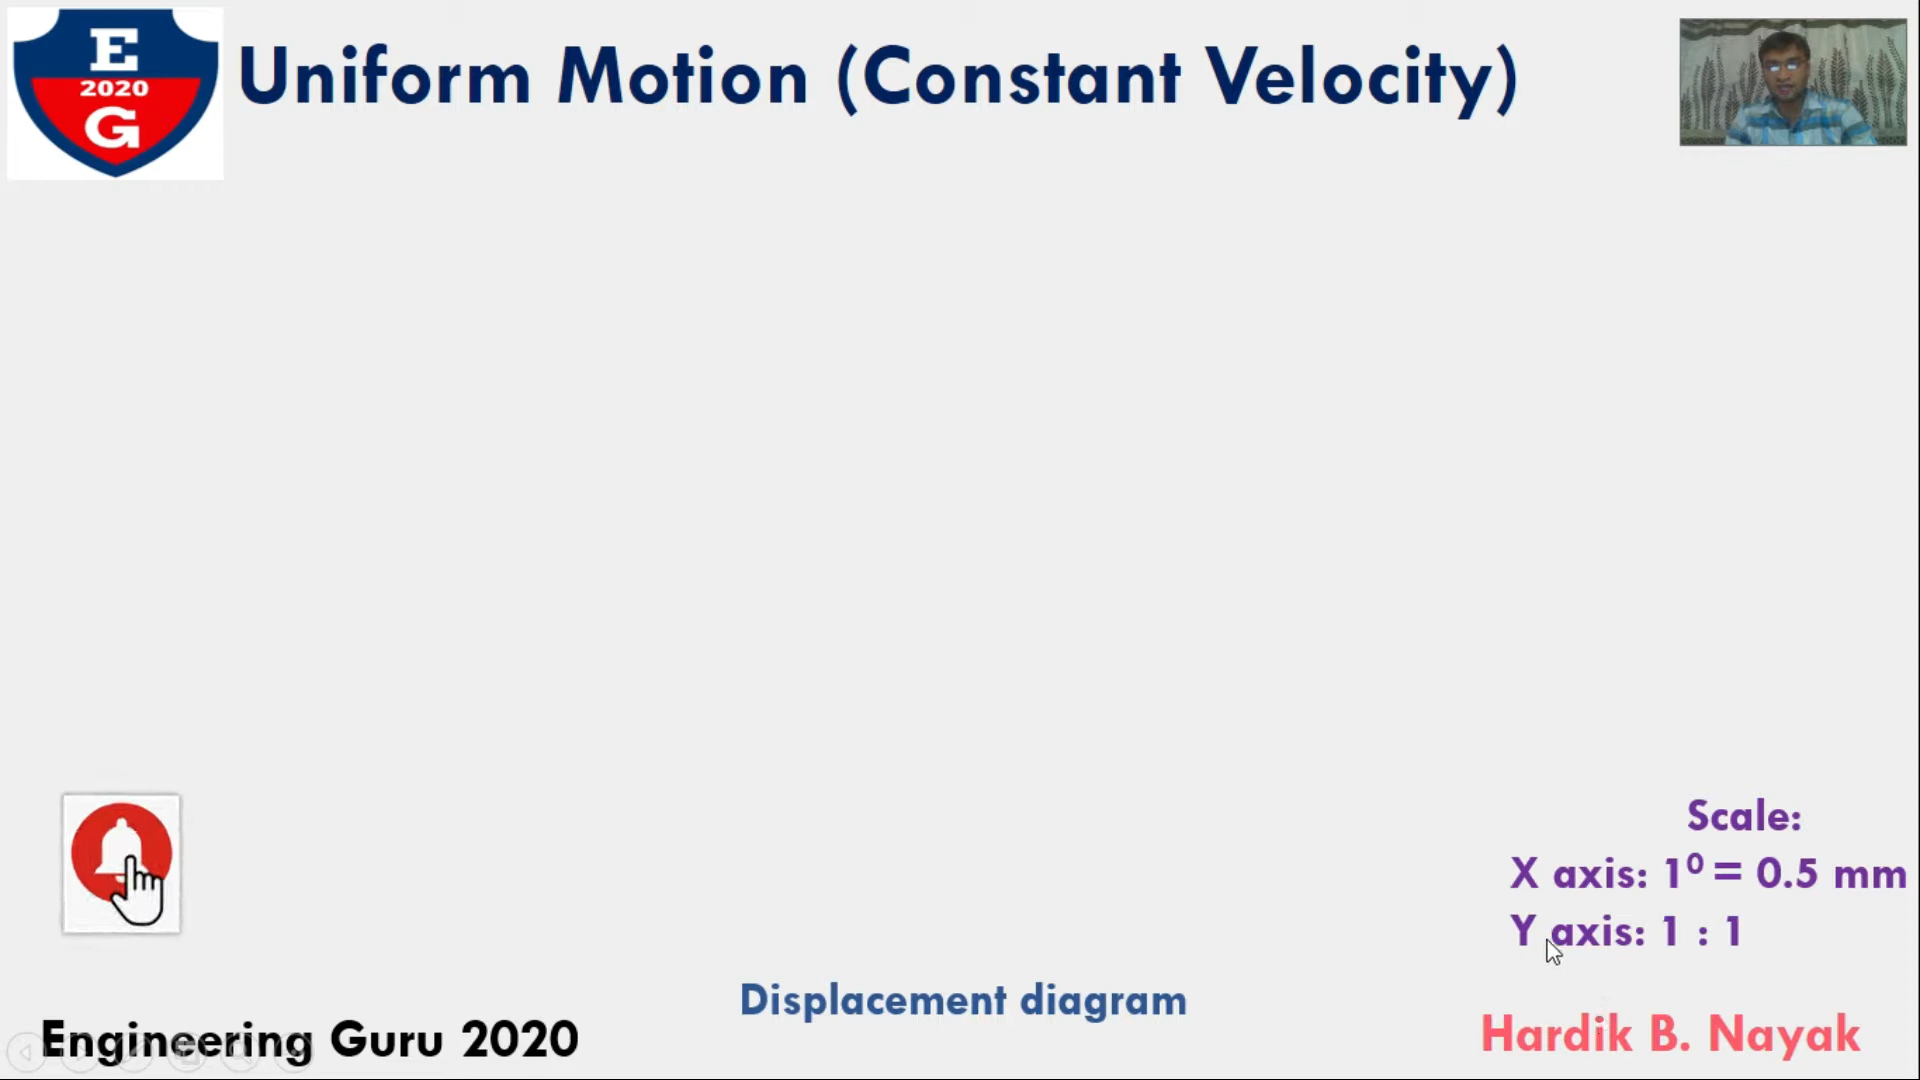 E
2020
G
Uniform Motion (Constant Velocity)
Scale:
X axis: 1⁰ = 0.5 mm
Y axis: 1 : 1
Displacement diagram
Engineering Guru 2020
Hardik B. Nayak